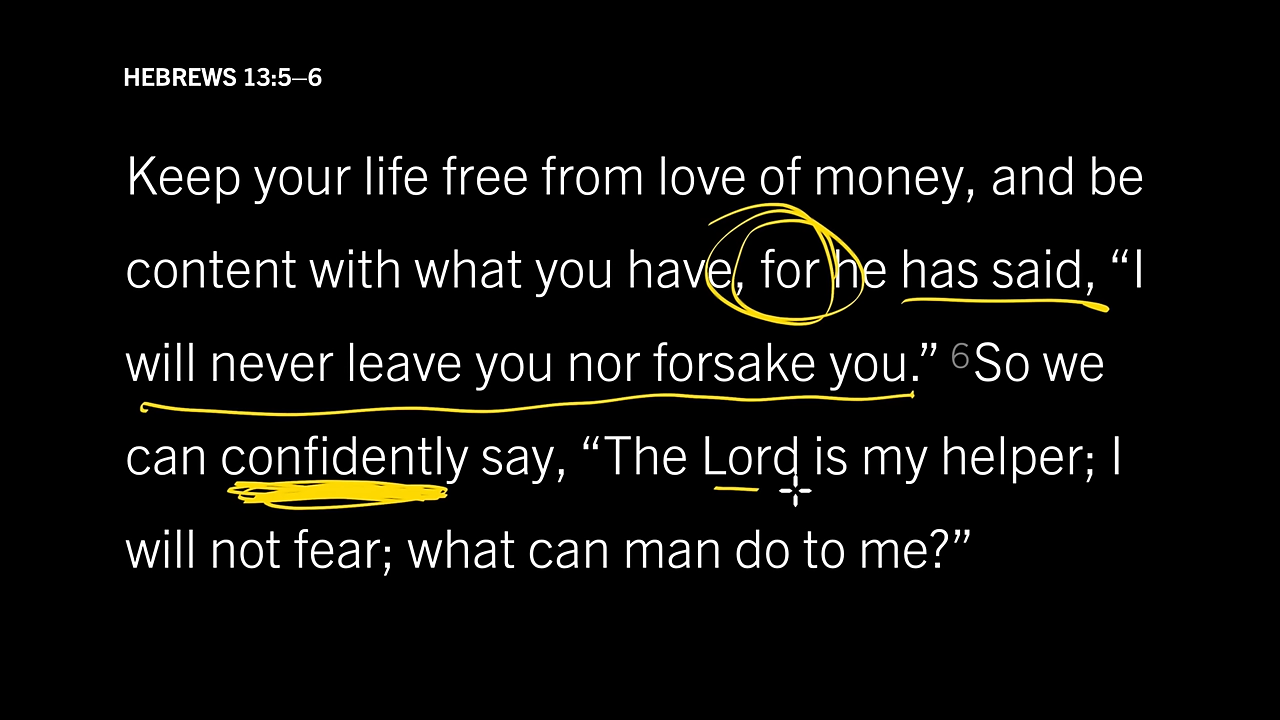 HEBREWS 13:5–6
Keep your life free from love of money, and be
content with what you have, for he has said, “I
will never leave you nor forsake you.” 6 So we
can confidently say, “The Lord is my helper; I
will not fear; what can man do to me?”